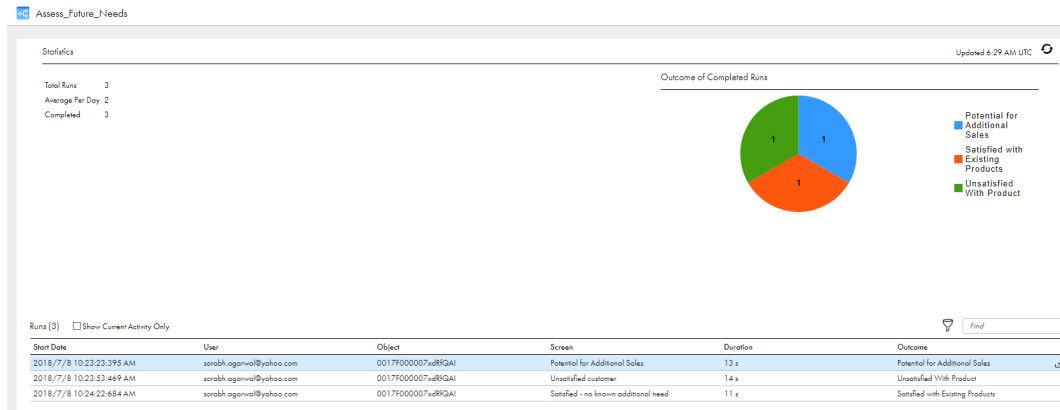 Assess_Future_Needs
Statistics
Updated 6:29 AM UTC
Total Runs 3
Average Per Day 2
Completed 3
Outcome of Completed Runs
1 1
1
Potential for
Additional
Sales
Satisfied with
Existing
Products
Unsatisfied
With Product
Runs (3) Show Current Activity Only Find
Start Date User Object Screen Duration Outcome
2018/7/8 10:23:23:395 AM sorabh.agarwal@yahoo.com 0017F000007xdRfQAI Potential for Additional Sales 13 s Potential for Additional Sales
2018/7/8 10:23:53:469 AM sorabh.agarwal@yahoo.com 0017F000007xdRfQAI Unsatisfied customer 14 s Unsatisfied With Product
2018/7/8 10:24:22:684 AM sorabh.agarwal@yahoo.com 0017F000007xdRfQAI Satisfied - no known additional need 11 s Satisfied with Existing Products